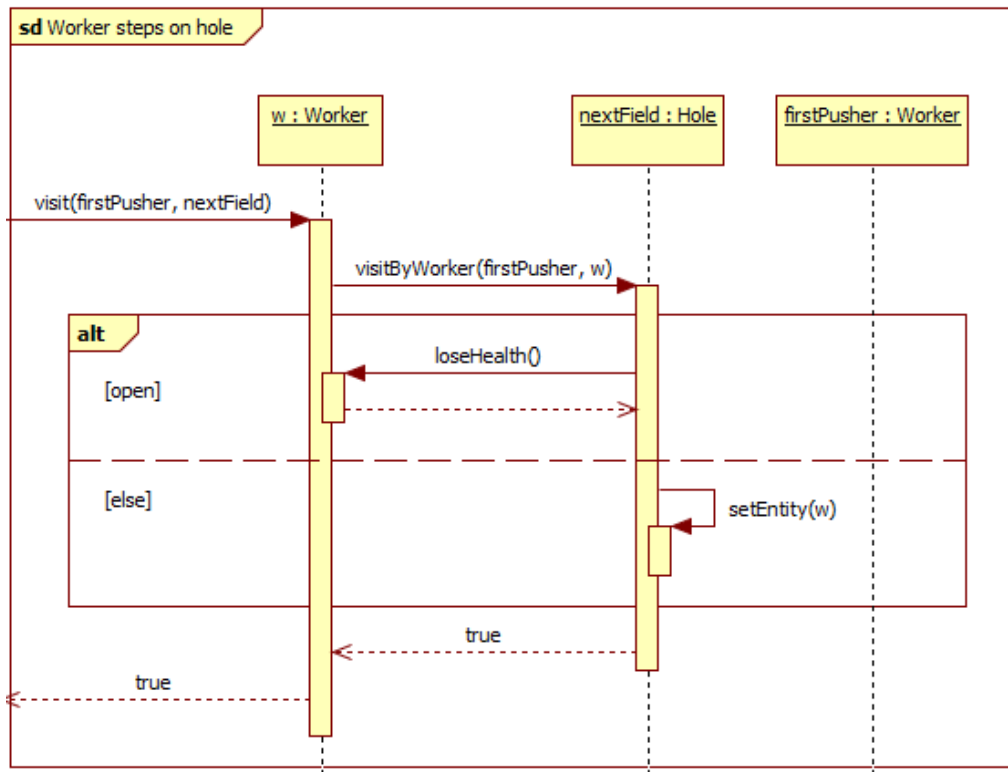 sd Worker steps on hole
w : Worker
nextField : Hole
firstPusher : Worker
visit(firstPusher, nextField)
visitByWorker(firstPusher, w)
alt
loseHealth()
[open]
[else]
setEntity(w)
true
true